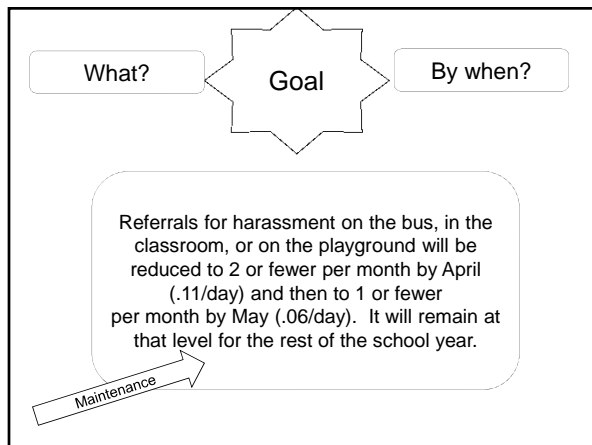 What?
Goal
By when?
Referrals for harassment on the bus, in the
classroom, or on the playground will be
reduced to 2 or fewer per month by April
(.11/day) and then to 1 or fewer
per month by May (.06/day).  It will remain at
that level for the rest of the school year.
Maintenance